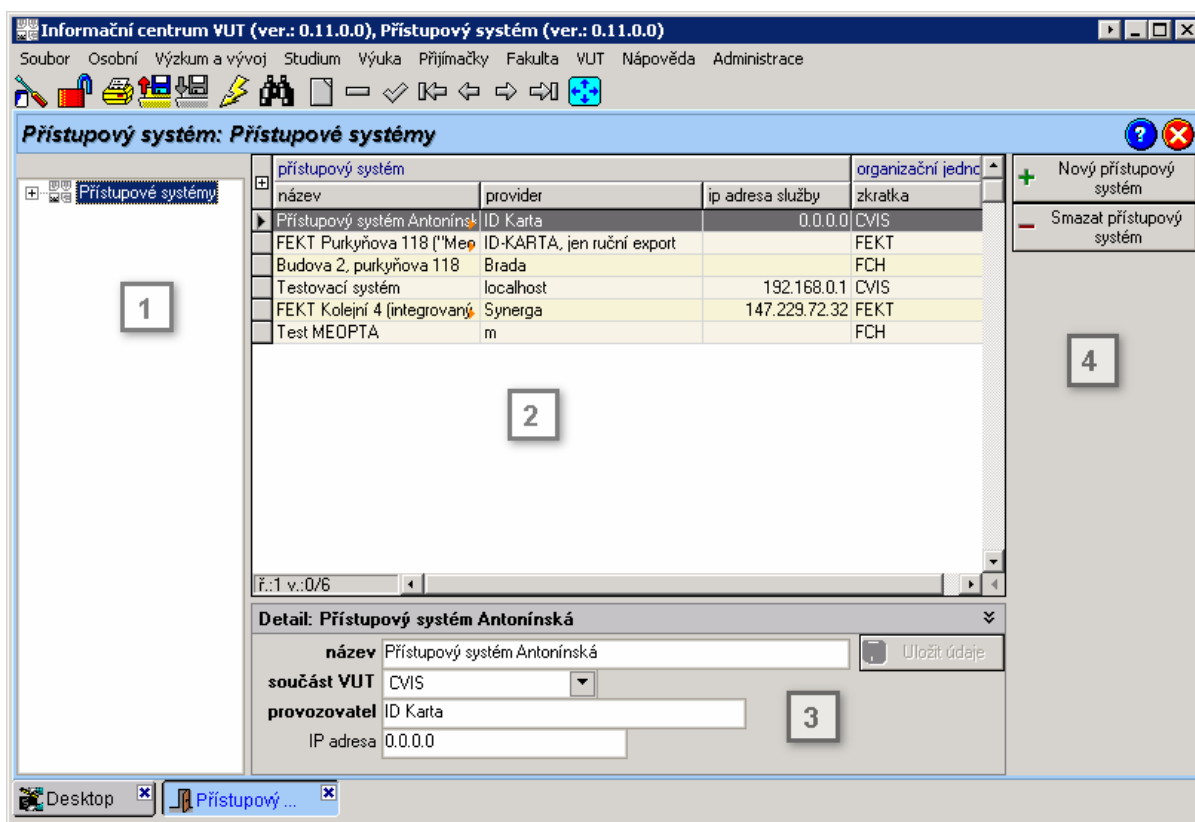 Informační centrum VUT (ver.: 0.11.0.0), Přístupový systém (ver.: 0.11.0.0)
Soubor Osobní Výzkum a vývoj Studium Výuka Přijímačky Fakulta VUT Nápověda Administrace
Přístupový systém: Přístupové systémy
Přístupové systémy
1
přístupový systém organizační jednc
název provider ip adresa služby zkratka
Přístupový systém Antoníns ID Karta 0.0.0.0 CVIS
FEKT Purkyňova 118 ("Meo ID-KARTA, jen ruční export FEKT
Budova 2, purkyňova 118 Brada FCH
Testovací systém localhost 192.168.0.1 CVIS
FEKT Kolejní 4 (integrovaný Synerga 147.229.72.32 FEKT
Test MEOPTA m FCH
2
ř.:1 v.:0/6
Detail: Přístupový systém Antonínská
název Přístupový systém Antonínská Uložit údaje
součást VUT CVIS
provozovatel ID Karta
IP adresa 0.0.0.0
3
Nový přístupový
systém
Smazat přístupový
systém
4
Desktop Přístupový ...